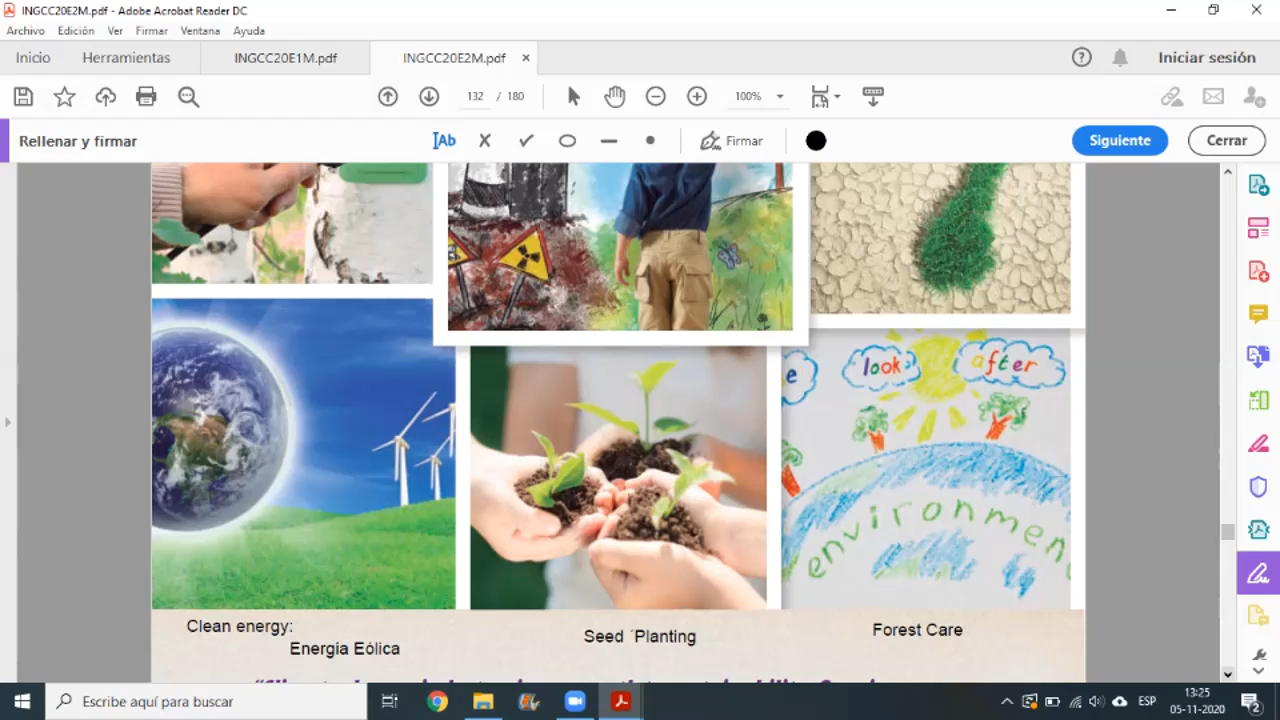 INGCC20E2M.pdf - Adobe Acrobat Reader DC
Archivo Edición Ver Firmar Ventana Ayuda
Inicio Herramientas INGCC20E1M.pdf INGCC20E2M.pdf × Iniciar sesión
132 / 180 100%
Rellenar y firmar Ab Firmar Siguiente Cerrar
e look after
environmen
Clean energy:
Energia Eólica
Seed ´Planting
Forest Care
Escribe aquí para buscar
ESP
13:25
05-11-2020
2